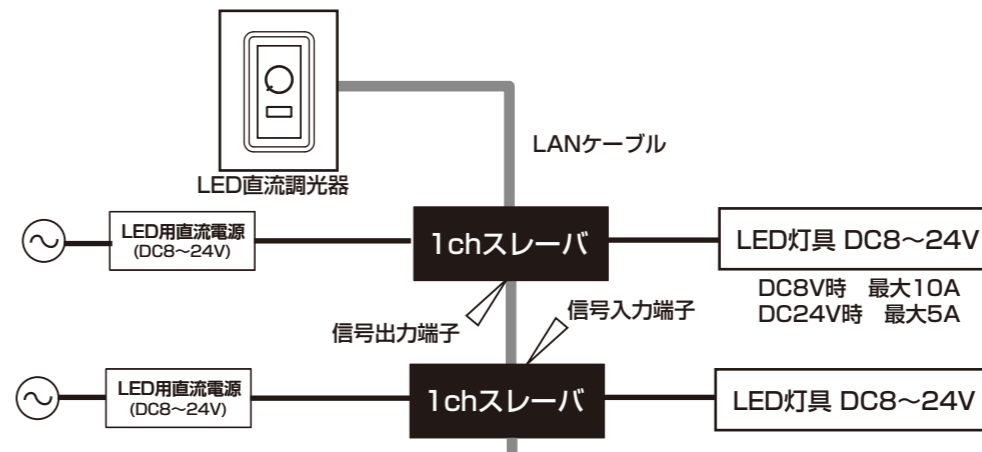 LANケーブル
LED直流調光器
LED用直流電源
(DC8〜24V)
1chスレーバ
LED灯具 DC8〜24V
DC8V時　最大10A
DC24V時　最大5A
信号出力端子
信号入力端子
LED用直流電源
(DC8〜24V)
1chスレーバ
LED灯具 DC8〜24V